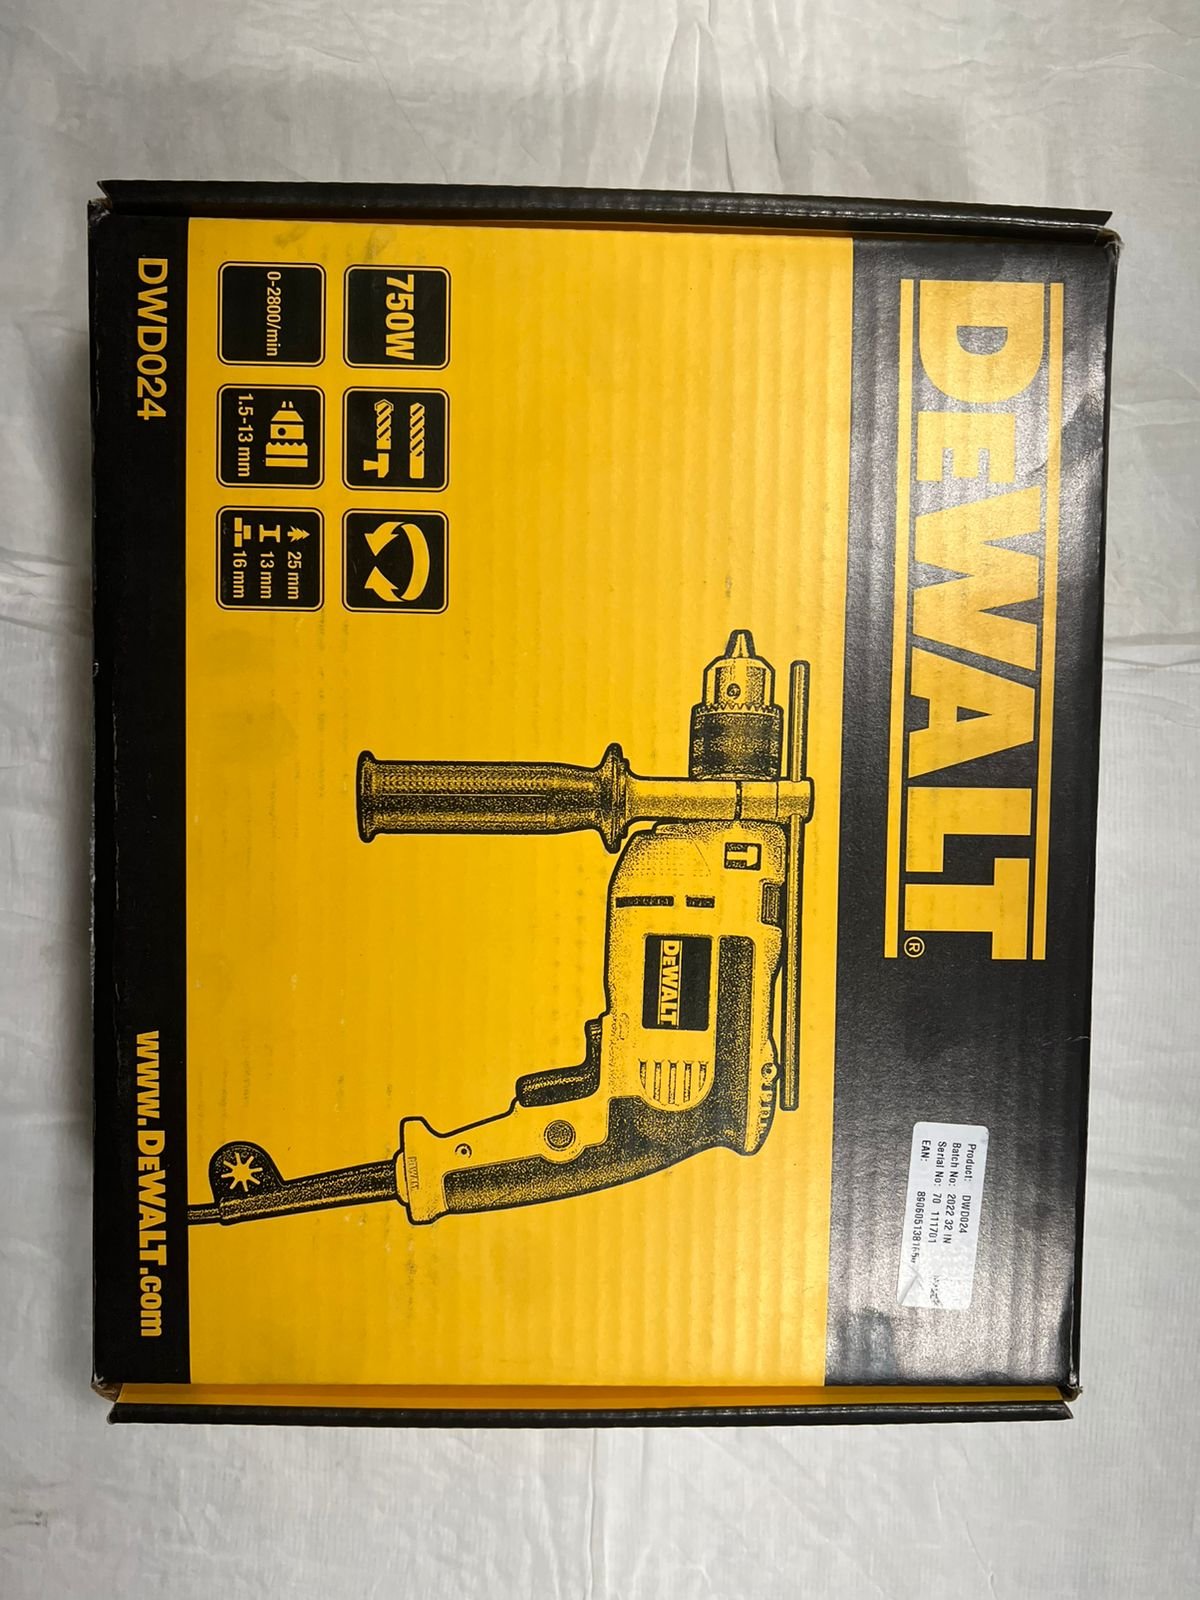 DEWALT®
Product: DWD024
Batch No: 2022 32 IN
Serial No: 70 111701
EAN:
750W
0-2800/min
1.5-13 mm
25 mm
13 mm
16 mm
DEWALT
DEWALT
DWD024
www.DEWALT.com